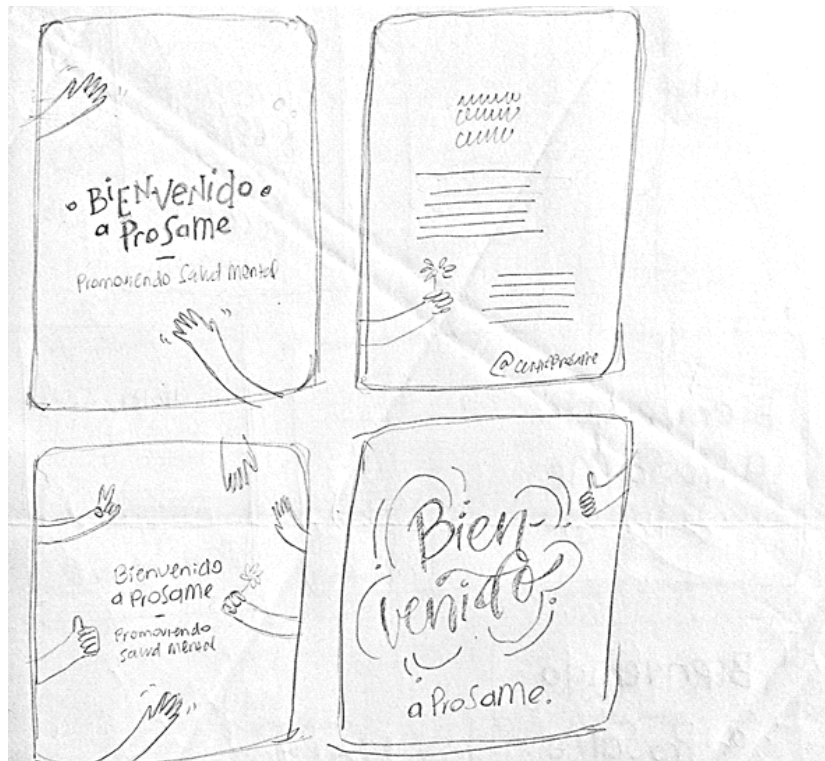 BiENVenido
a ProSame
Promoviendo Salud Mental
Bienvenido
a ProSame
Promoviendo
Salud Mental
Bien-
venido
a ProSaMe.